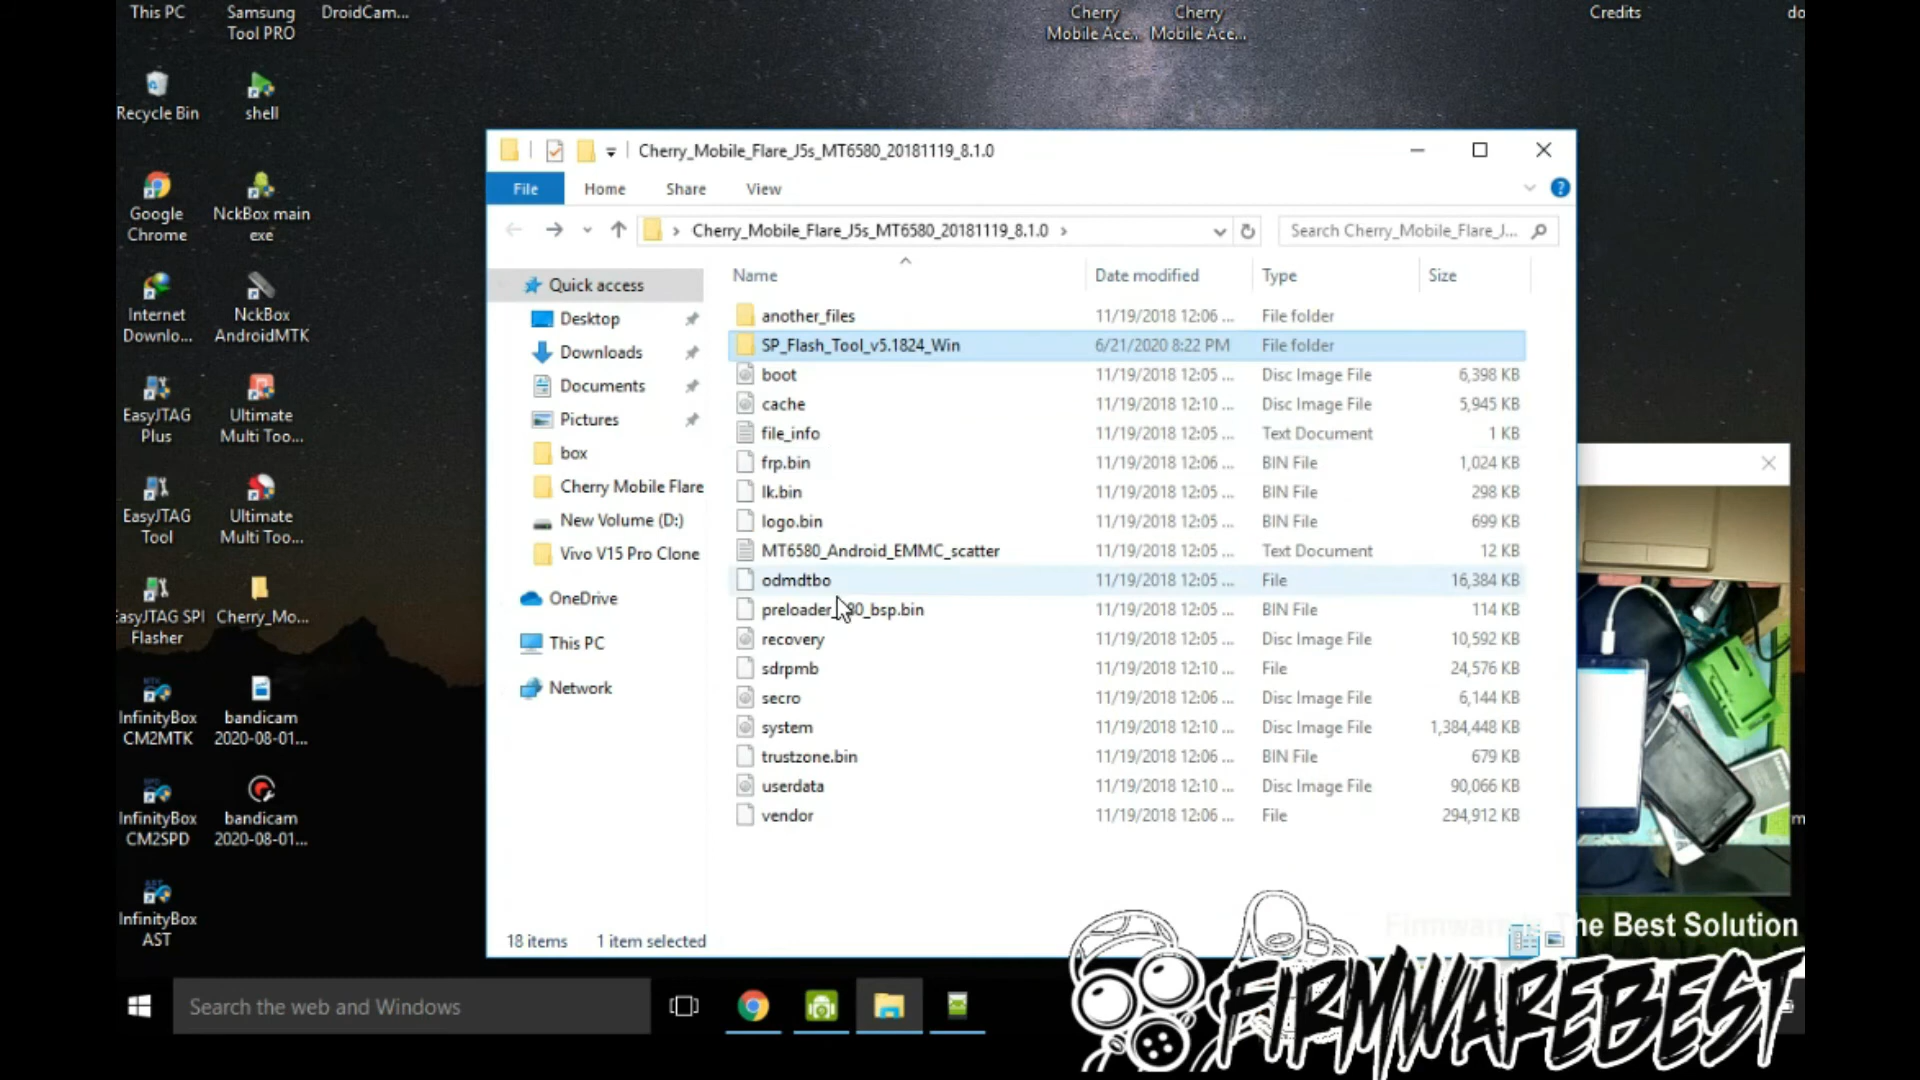 This PC
Samsung
Tool PRO
DroidCam...
Cherry
Mobile Ace...
Cherry
Mobile Ace...
Credits
do
Recycle Bin
shell
Google
Chrome
NckBox main
exe
Internet
Downlo...
NckBox
AndroidMTK
EasyJTAG
Plus
Ultimate
Multi Too...
EasyJTAG
Tool
Ultimate
Multi Too...
EasyJTAG SPI
Flasher
Cherry_Mo...
InfinityBox
CM2MTK
bandicam
2020-08-01...
InfinityBox
CM2SPD
bandicam
2020-08-01...
InfinityBox
AST
Cherry_Mobile_Flare_J5s_MT6580_20181119_8.1.0
File Home Share View
Cherry_Mobile_Flare_J5s_MT6580_20181119_8.1.0
Search Cherry_Mobile_Flare_J...
Quick access
Desktop
Downloads
Documents
Pictures
box
Cherry Mobile Flare
New Volume (D:)
Vivo V15 Pro Clone
OneDrive
This PC
Network
Name Date modified Type Size
another_files 11/19/2018 12:06 ... File folder
SP_Flash_Tool_v5.1824_Win 6/21/2020 8:22 PM File folder
boot 11/19/2018 12:05 ... Disc Image File 6,398 KB
cache 11/19/2018 12:10 ... Disc Image File 5,945 KB
file_info 11/19/2018 12:05 ... Text Document 1 KB
frp.bin 11/19/2018 12:06 ... BIN File 1,024 KB
lk.bin 11/19/2018 12:05 ... BIN File 298 KB
logo.bin 11/19/2018 12:05 ... BIN File 699 KB
MT6580_Android_EMMC_scatter 11/19/2018 12:05 ... Text Document 12 KB
odmdtbo 11/19/2018 12:05 ... File 16,384 KB
preloader_ 80_bsp.bin 11/19/2018 12:05 ... BIN File 114 KB
recovery 11/19/2018 12:05 ... Disc Image File 10,592 KB
sdrpmb 11/19/2018 12:10 ... File 24,576 KB
secro 11/19/2018 12:06 ... Disc Image File 6,144 KB
system 11/19/2018 12:10 ... Disc Image File 1,384,448 KB
trustzone.bin 11/19/2018 12:06 ... BIN File 679 KB
userdata 11/19/2018 12:10 ... Disc Image File 90,066 KB
vendor 11/19/2018 12:06 ... File 294,912 KB
18 items 1 item selected
The Best Solution
FIRMWAREBEST
Search the web and Windows